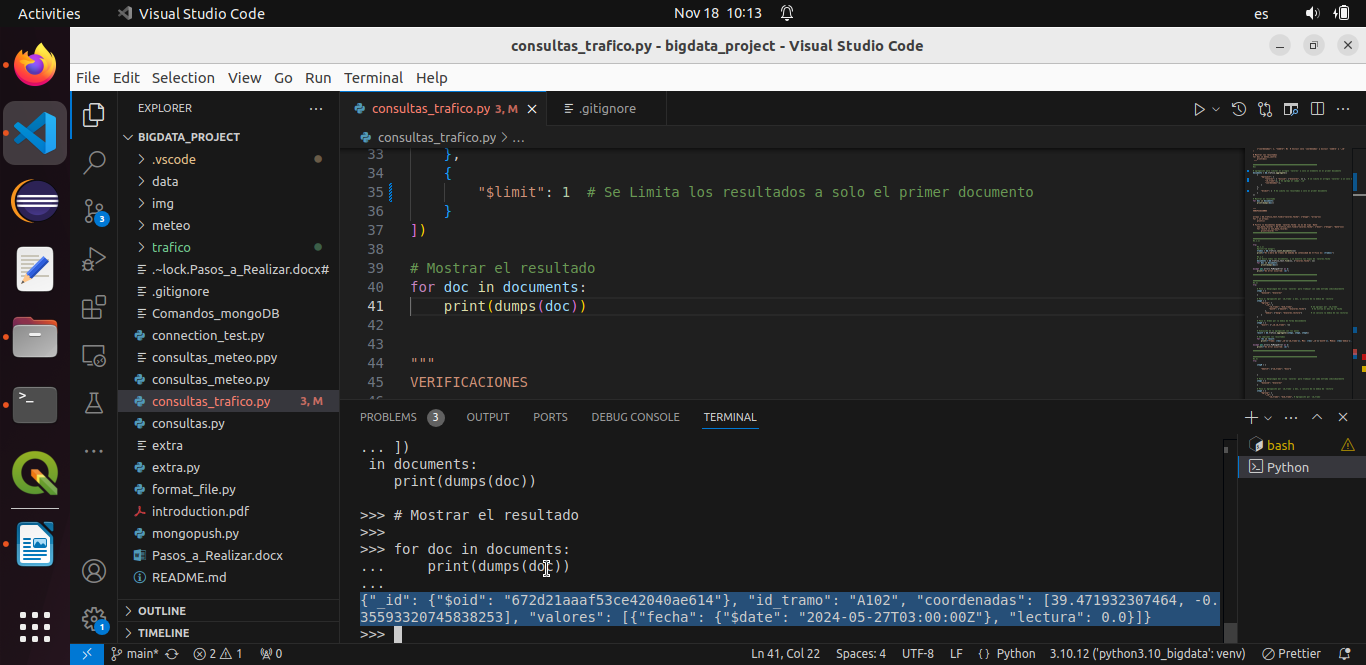 Activities
Visual Studio Code
Nov 18 10:13
es
consultas_trafico.py - bigdata_project - Visual Studio Code
File Edit Selection View Go Run Terminal Help
EXPLORER
BIGDATA_PROJECT
.vscode
data
img
meteo
trafico
.~lock.Pasos_a_Realizar.docx#
.gitignore
Comandos_mongoDB
connection_test.py
consultas_meteo.ppy
consultas_meteo.py
consultas_trafico.py 3, M
consultas.py
extra
extra.py
format_file.py
introduction.pdf
mongopush.py
Pasos_a_Realizar.docx
README.md
OUTLINE
TIMELINE
3
1
consultas_trafico.py 3, M
.gitignore
consultas_trafico.py > ...
33 },
34 {
35 "$limit": 1 # Se Limita los resultados a solo el primer documento
36 }
37 ])
38
39 # Mostrar el resultado
40 for doc in documents:
41 print(dumps(doc))
42
43
44 """
45 VERIFICACIONES
PROBLEMS 3 OUTPUT PORTS DEBUG CONSOLE TERMINAL
... ])
in documents:
print(dumps(doc))
>>> # Mostrar el resultado
>>>
>>> for doc in documents:
... print(dumps(doc))
...
{"_id": {"$oid": "672d21aaaf53ce42040ae614"}, "id_tramo": "A102", "coordenadas": [39.471932307464, -0.
355933320745838253], "valores": [{"fecha": {"$date": "2024-05-27T03:00:00Z"}, "lectura": 0.0}]}
>>>
bash
Python
main* 2 1 0
Ln 41, Col 22 Spaces: 4 UTF-8 LF { } Python 3.10.12 ('python3.10_bigdata': venv) Prettier